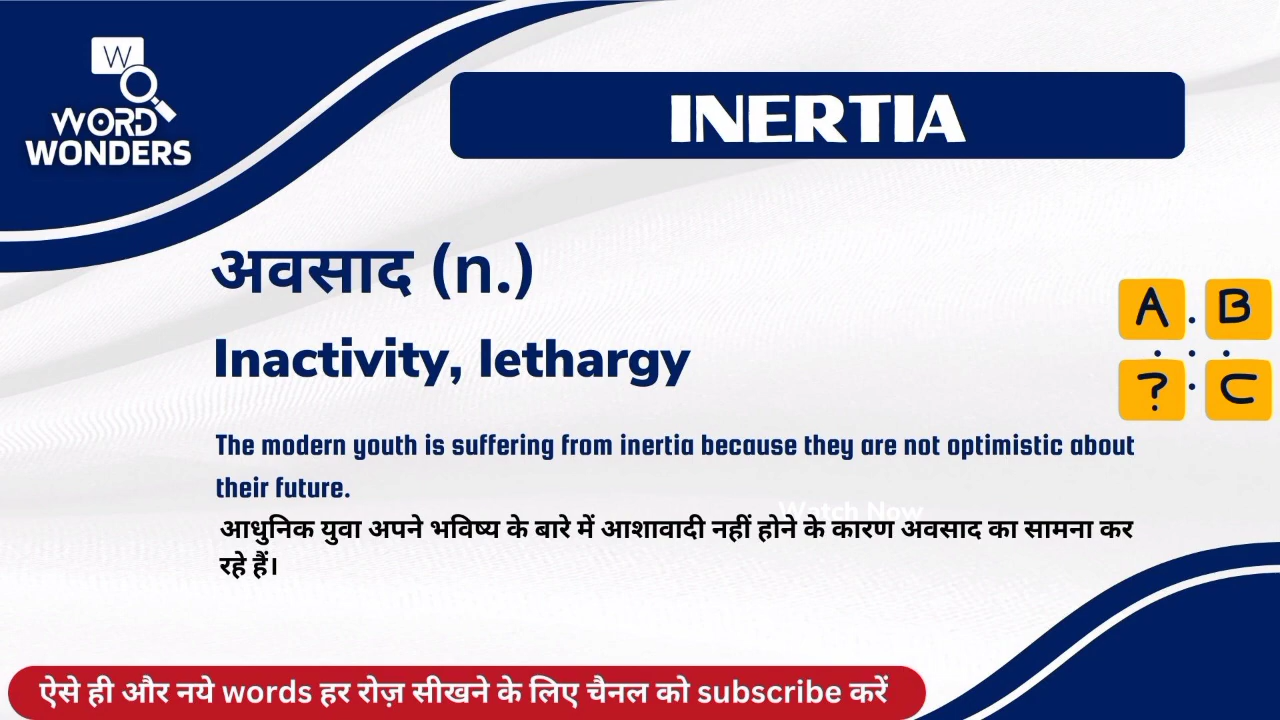 W
WORD
WONDERS
INERTIA
अवसाद (n.)
Inactivity, lethargy
A B
? C
The modern youth is suffering from inertia because they are not optimistic about
their future.
Watch Now
आधुनिक युवा अपने भविष्य के बारे में आशावादी नहीं होने के कारण अवसाद का सामना कर
रहे हैं।
ऐसे ही और नये words हर रोज़ सीखने के लिए चैनल को subscribe करें